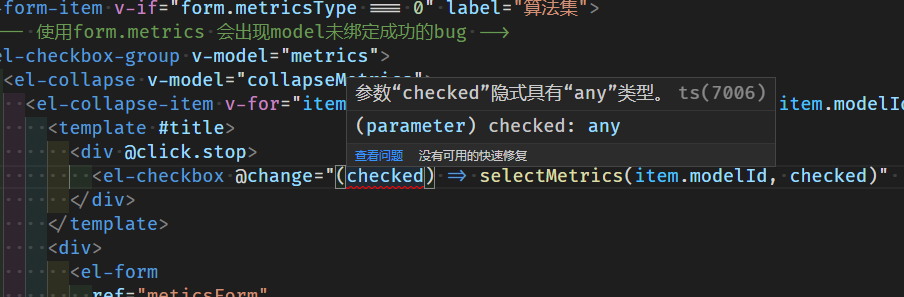 -form-item v-if="form.metricsType === 0" label="算法集">
—— 使用form.metrics 会出现model未绑定成功的bug -->
el-checkbox-group v-model="metrics">
<el-collapse v-model="collapseMetrics">
<el-collapse-item v-for="item item.modelId
参数“checked”隐式具有“any”类型。 ts(7006)
(parameter) checked: any
查看问题 没有可用的快速修复
<template #title>
<div @click.stop>
<el-checkbox @change="(checked) => selectMetrics(item.modelId, checked)"
</div>
</template>
<div>
<el-form
ref="meticsForm"